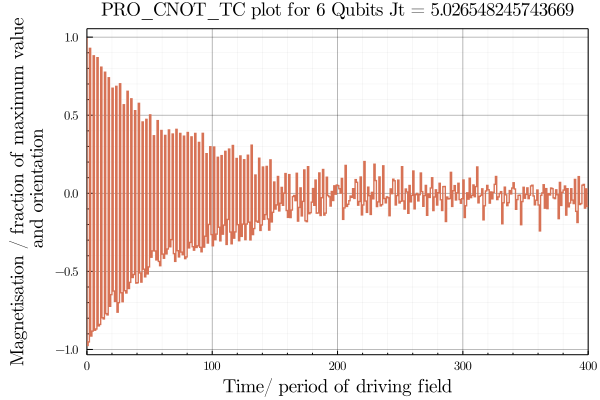 PRO_CNOT_TC plot for 6 Qubits Jt = 5.026548245743669
Magnetisation / fraction of maximum value
and orientation
1.0
0.5
0.0
−0.5
−1.0
0
100
200
300
400
Time/ period of driving field